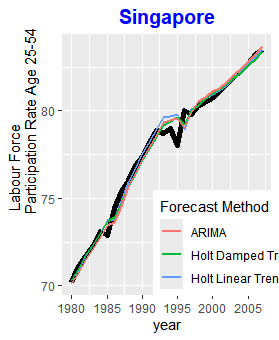 Singapore
Labour Force
Participation Rate Age 25-54
80
75
70
Forecast Method
ARIMA
Holt Damped Tr
Holt Linear Tren
1980 1985 1990 1995 2000 2005
year